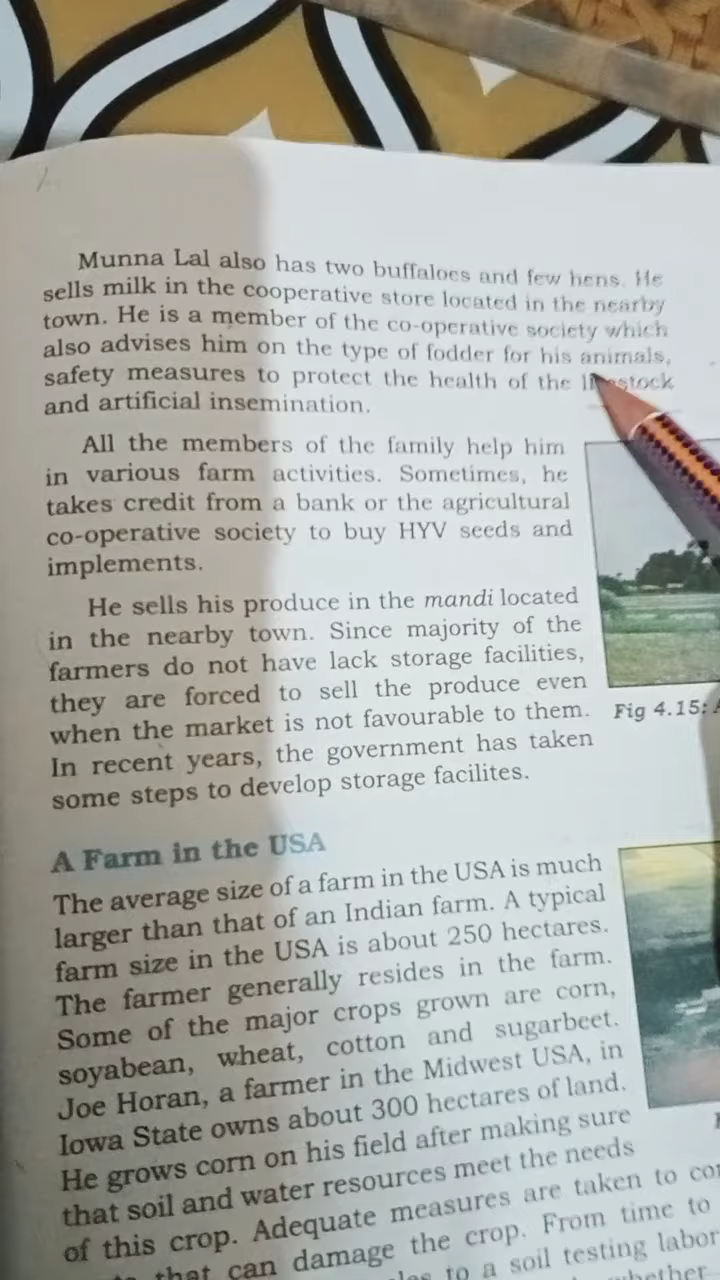 Munna Lal also has two buffaloes and few hens. He
sells milk in the cooperative store located in the nearby
town. He is a member of the co-operative society which
also advises him on the type of fodder for his animals,
safety measures to protect the health of the livestock
and artificial insemination.
All the members of the family help him
in various farm activities. Sometimes, he
takes credit from a bank or the agricultural
co-operative society to buy HYV seeds and
implements.
He sells his produce in the mandi located
in the nearby town. Since majority of the
farmers do not have lack storage facilities,
they are forced to sell the produce even
when the market is not favourable to them.
In recent years, the government has taken
some steps to develop storage facilites.
Fig 4.15:
A Farm in the USA
The average size of a farm in the USA is much
larger than that of an Indian farm. A typical
farm size in the USA is about 250 hectares.
The farmer generally resides in the farm.
Some of the major crops grown are corn,
soyabean, wheat, cotton and sugarbeet.
Joe Horan, a farmer in the Midwest USA, in
Iowa State owns about 300 hectares of land.
He grows corn on his field after making sure
that soil and water resources meet the needs
of this crop. Adequate measures are taken to
that can damage the crop. From time to
to a soil testing